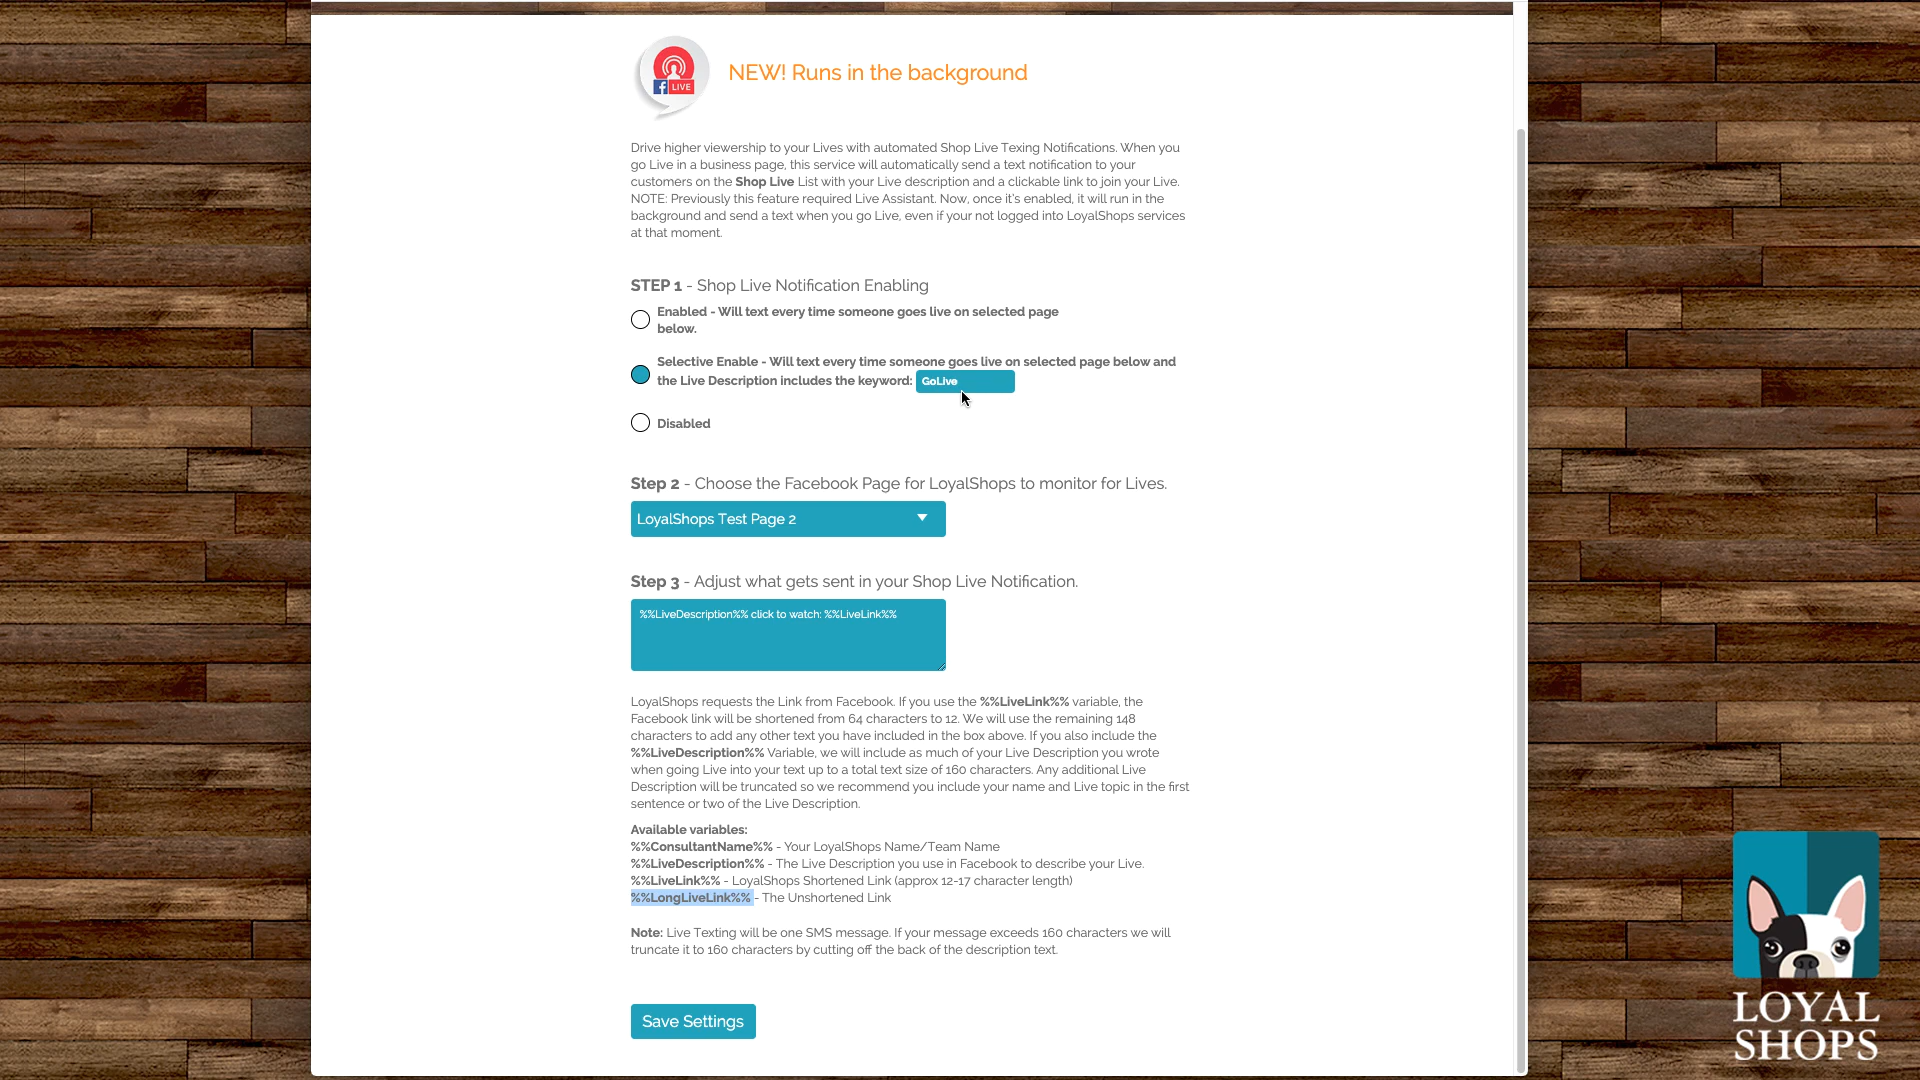 LIVE
NEW! Runs in the background
Drive higher viewership to your Lives with automated Shop Live Texing Notifications. When you
go Live in a business page, this service will automatically send a text notification to your
customers on the Shop Live List with your Live description and a clickable link to join your Live.
NOTE: Previously this feature required Live Assistant. Now, once it's enabled, it will run in the
background and send a text when you go Live, even if your not logged into LoyalShops services
at that moment.
STEP 1 - Shop Live Notification Enabling
Enabled - Will text every time someone goes live on selected page
below.
Selective Enable - Will text every time someone goes live on selected page below and
the Live Description includes the keyword: GoLive
Disabled
Step 2 - Choose the Facebook Page for LoyalShops to monitor for Lives.
LoyalShops Test Page 2
Step 3 - Adjust what gets sent in your Shop Live Notification.
%%LiveDescription%% click to watch: %%LiveLink%%
LoyalShops requests the Link from Facebook. If you use the %%LiveLink%% variable, the
Facebook link will be shortened from 64 characters to 12. We will use the remaining 148
characters to add any other text you have included in the box above. If you also include the
%%LiveDescription%% Variable, we will include as much of your Live Description you wrote
when going Live into your text up to a total text size of 160 characters. Any additional Live
Description will be truncated so we recommend you include your name and Live topic in the first
sentence or two of the Live Description.
Available variables:
%%ConsultantName%% - Your LoyalShops Name/Team Name
%%LiveDescription%% - The Live Description you use in Facebook to describe your Live.
%%LiveLink%% - LoyalShops Shortened Link (approx 12-17 character length)
%%LongLiveLink%% - The Unshortened Link
Note: Live Texting will be one SMS message. If your message exceeds 160 characters we will
truncate it to 160 characters by cutting off the back of the description text.
Save Settings
LOYAL
SHOPS